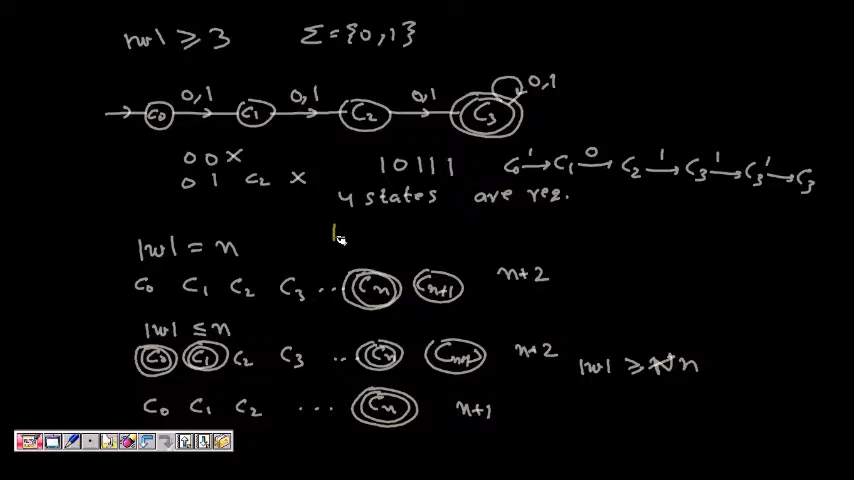 |w| ≥ 3 Σ = {0,1}
0,1 0,1 0,1 0,1
C0 C1 C2 C3
0 0 ×
0 1 C2 ×
1 0 1 1 1
C0 →1 C1 →0 C2 →1 C3 →1 C3 →1 C3
4 states are req.
|w| = n
C0 C1 C2 C3 ... Cn Cn+1 n+2
|w| ≤ n
C0 C1 C2 C3 ... Cn Cn+1 n+2
|w| ≥ n
C0 C1 C2 ... Cn n+1